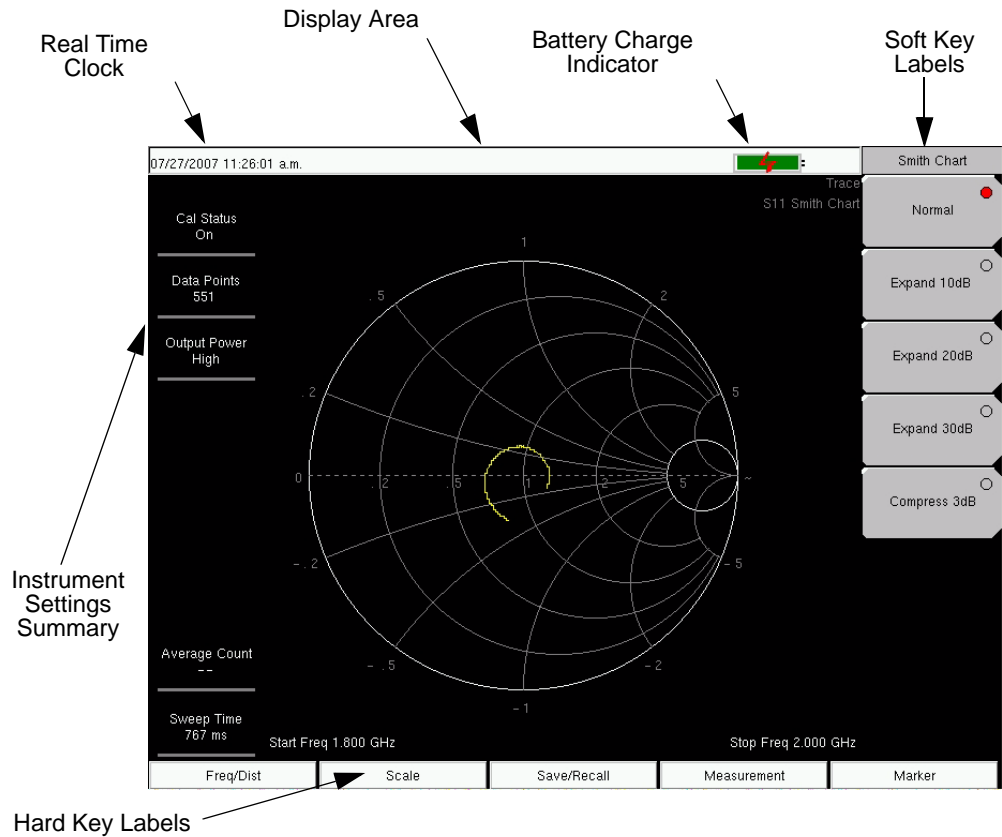 Display Area
Real Time
Clock
Battery Charge
Indicator
Soft Key
Labels
07/27/2007 11:26:01 a.m.
Smith Chart
Trace
S11 Smith Chart
Normal
Expand 10dB
Expand 20dB
Expand 30dB
Compress 3dB
Cal Status
On
Data Points
551
Output Power
High
1
.5
2
.2
5
0
.2
.5
1
2
5
~
-.2
-5
-.5
-2
-1
Instrument
Settings
Summary
Average Count
--
Sweep Time
767 ms
Start Freq 1.800 GHz
Stop Freq 2.000 GHz
Freq/Dist
Scale
Save/Recall
Measurement
Marker
Hard Key Labels